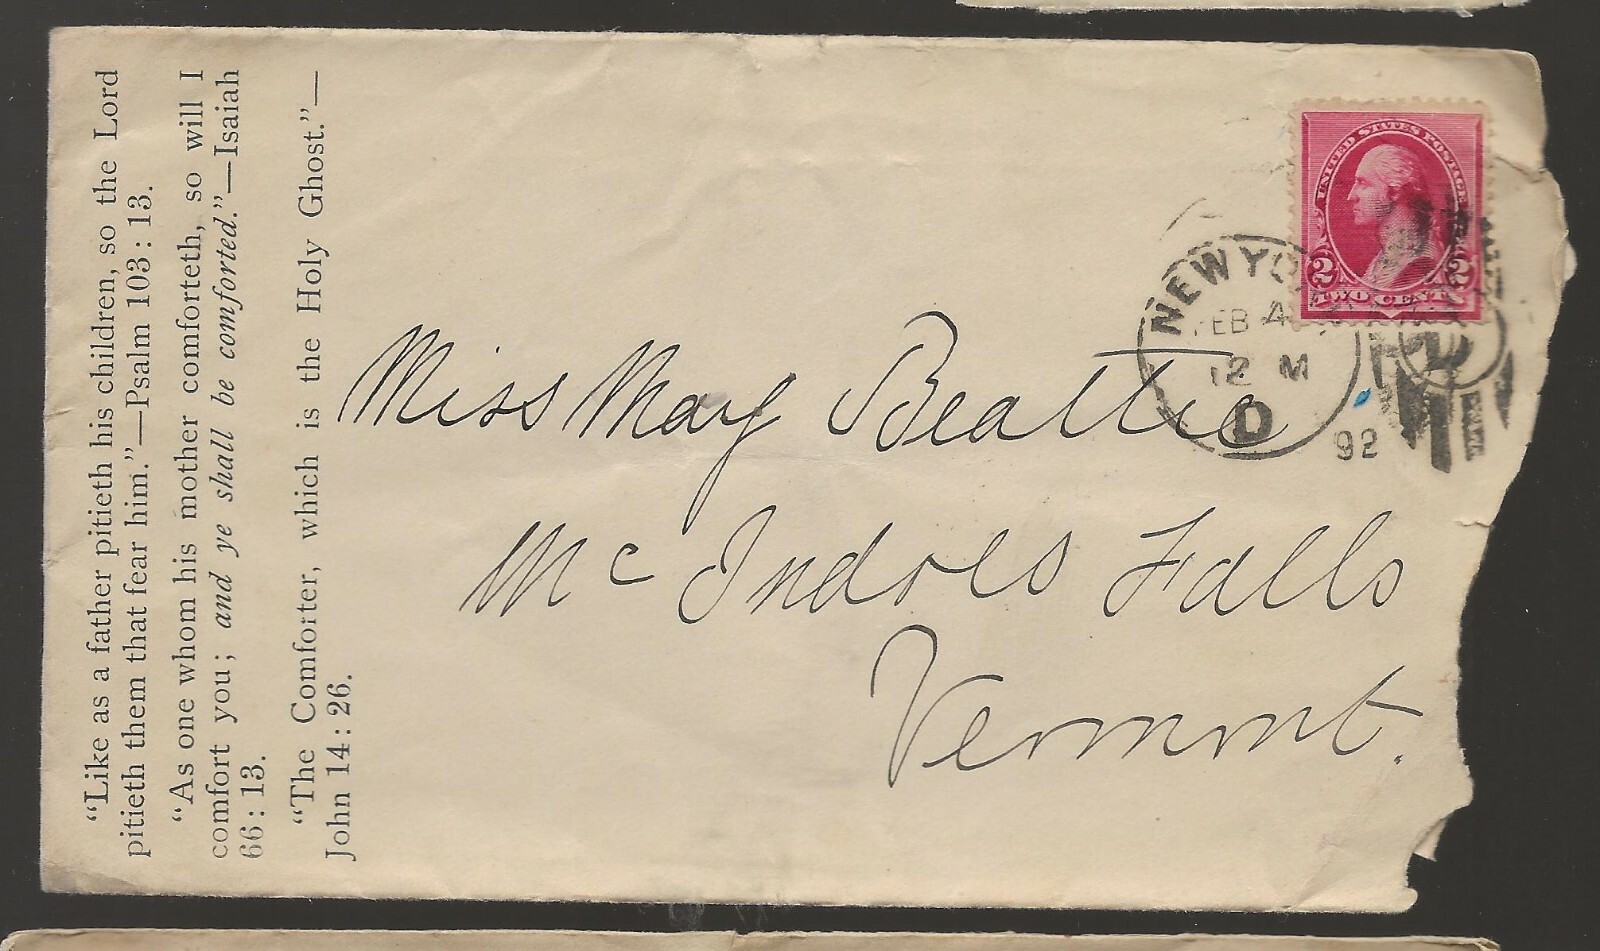 "Like as a father pitieth his children, so the Lord
pitieth them that fear him."—Psalm 103 : 13.
"As one whom his mother comforteth, so will I
comfort you; and ye shall be comforted."—Isaiah
66 : 13.
"The Comforter, which is the Holy Ghost."—
John 14 : 26.
UNITED STATES POSTAGE
2 2
TWO CENTS
NEW YO
FEB 4
12 M
D
92
Miss May Beattie
Mc Indoes Falls
Vermont.